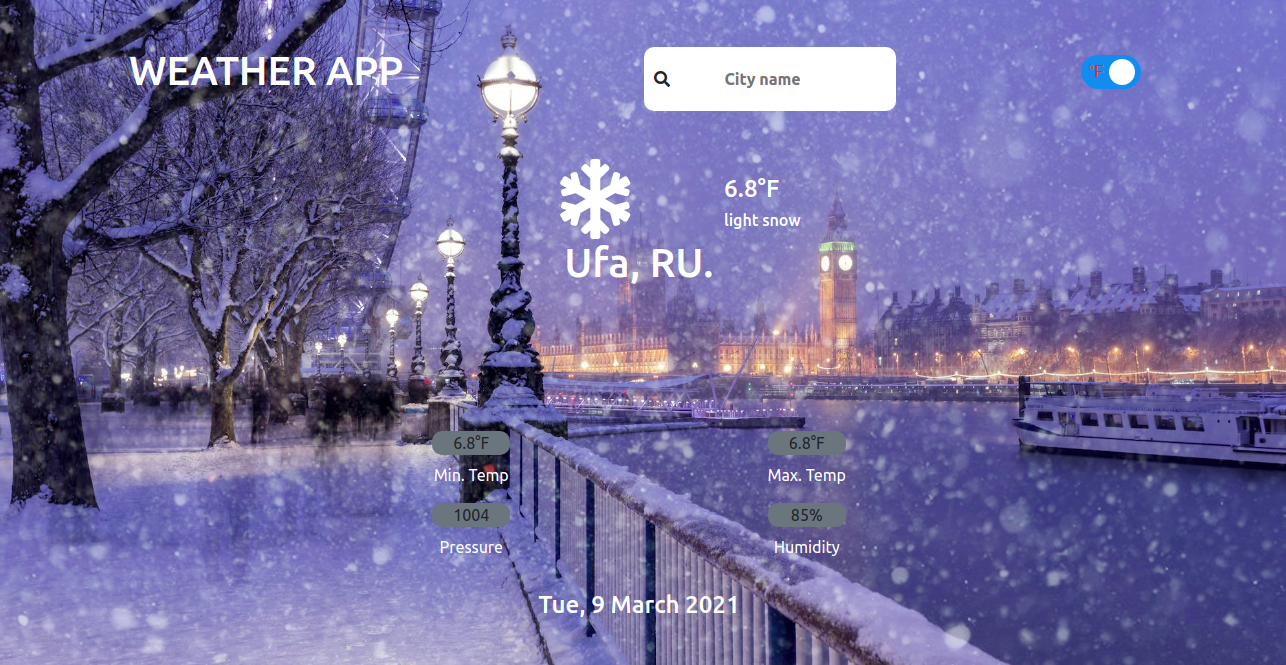 WEATHER APP
City name
°F
6.8°F
light snow
Ufa, RU.
6.8°F
Min. Temp
6.8°F
Max. Temp
1004
Pressure
85%
Humidity
Tue, 9 March 2021